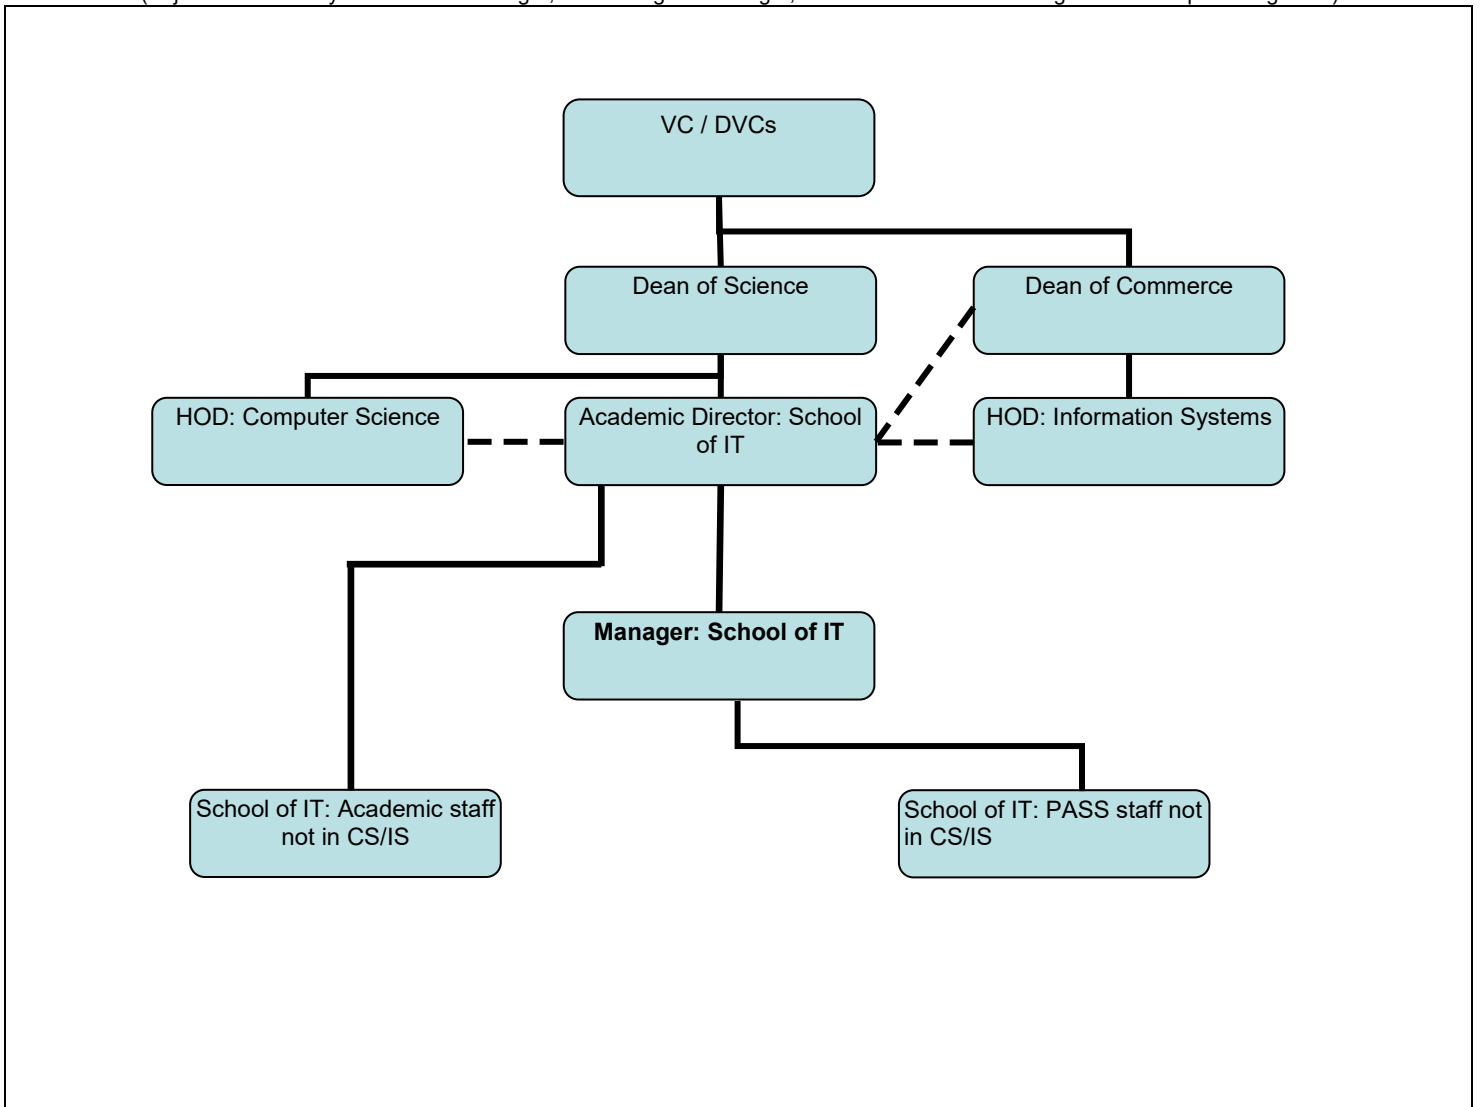 VC / DVCs
Dean of Science
Dean of Commerce
HOD: Computer Science
Academic Director: School
of IT
HOD: Information Systems
Manager: School of IT
School of IT: Academic staff
not in CS/IS
School of IT: PASS staff not
in CS/IS